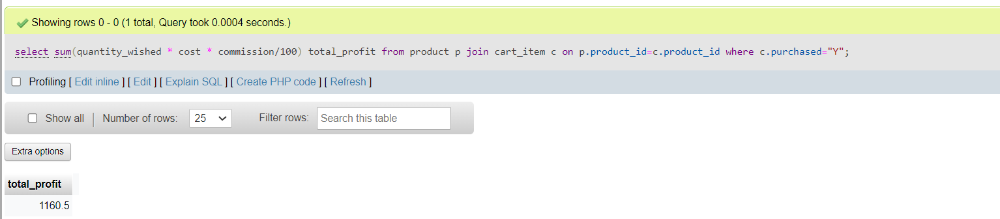 Showing rows 0 - 0 (1 total, Query took 0.0004 seconds.)
select sum(quantity_wished * cost * commission/100) total_profit from product p join cart_item c on p.product_id=c.product_id where c.purchased="Y";
Profiling [ Edit inline ] [ Edit ] [ Explain SQL ] [ Create PHP code ] [ Refresh ]
Show all | Number of rows: 25 Filter rows: Search this table
Extra options
total_profit
1160.5